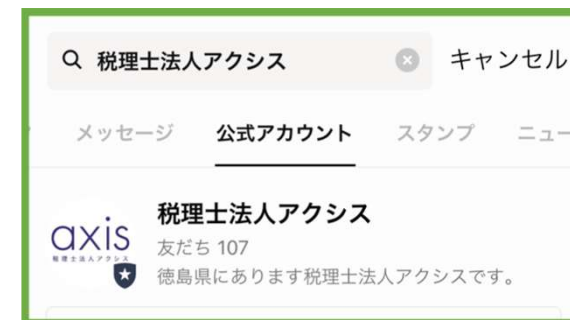 税理士法人アクシス
キャンセル
メッセージ 公式アカウント スタンプ ニュー
税理士法人アクシス
axis
税理士法人アクシス
友だち 107
徳島県にあります税理士法人アクシスです。